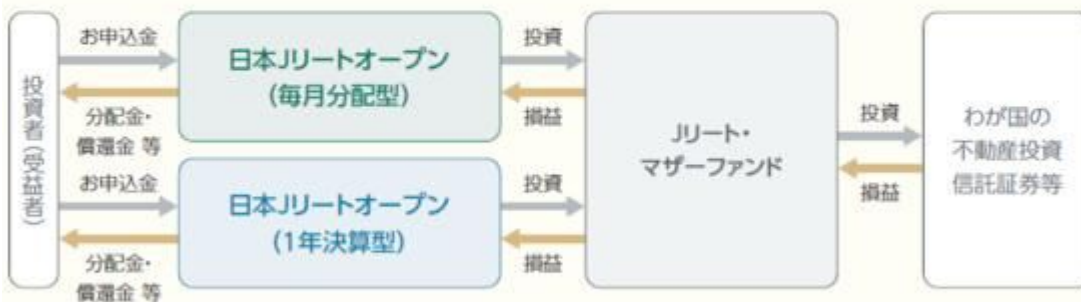 投資者(受益者)
お申込金
分配金・
償還金 等
日本Jリートオープン
(毎月分配型)
投資
損益
お申込金
分配金・
償還金 等
日本Jリートオープン
(1年決算型)
投資
損益
Jリート・
マザーファンド
投資
損益
わが国の
不動産投資
信託証券等